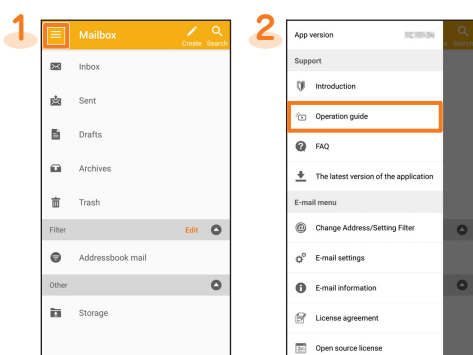 1
Mailbox
Create Search
Inbox
Sent
Drafts
Archives
Trash
Filter Edit
Addressbook mail
Other
Storage
2
App version
Support
Introduction
Operation guide
FAQ
The latest version of the application
E-mail menu
Change Address/Setting Filter
E-mail settings
E-mail information
License agreement
Open source license